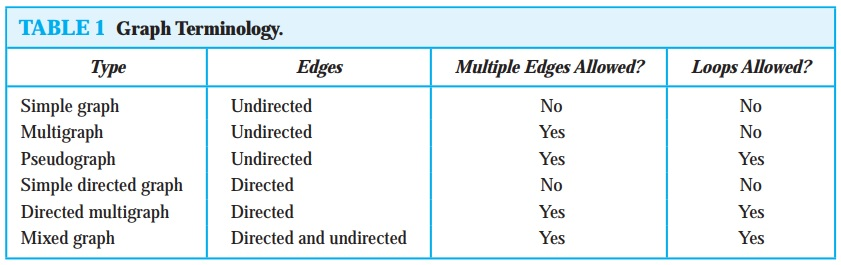 TABLE 1 Graph Terminology.
Type Edges Multiple Edges Allowed? Loops Allowed?
Simple graph Undirected No No
Multigraph Undirected Yes No
Pseudograph Undirected Yes Yes
Simple directed graph Directed No No
Directed multigraph Directed Yes Yes
Mixed graph Directed and undirected Yes Yes